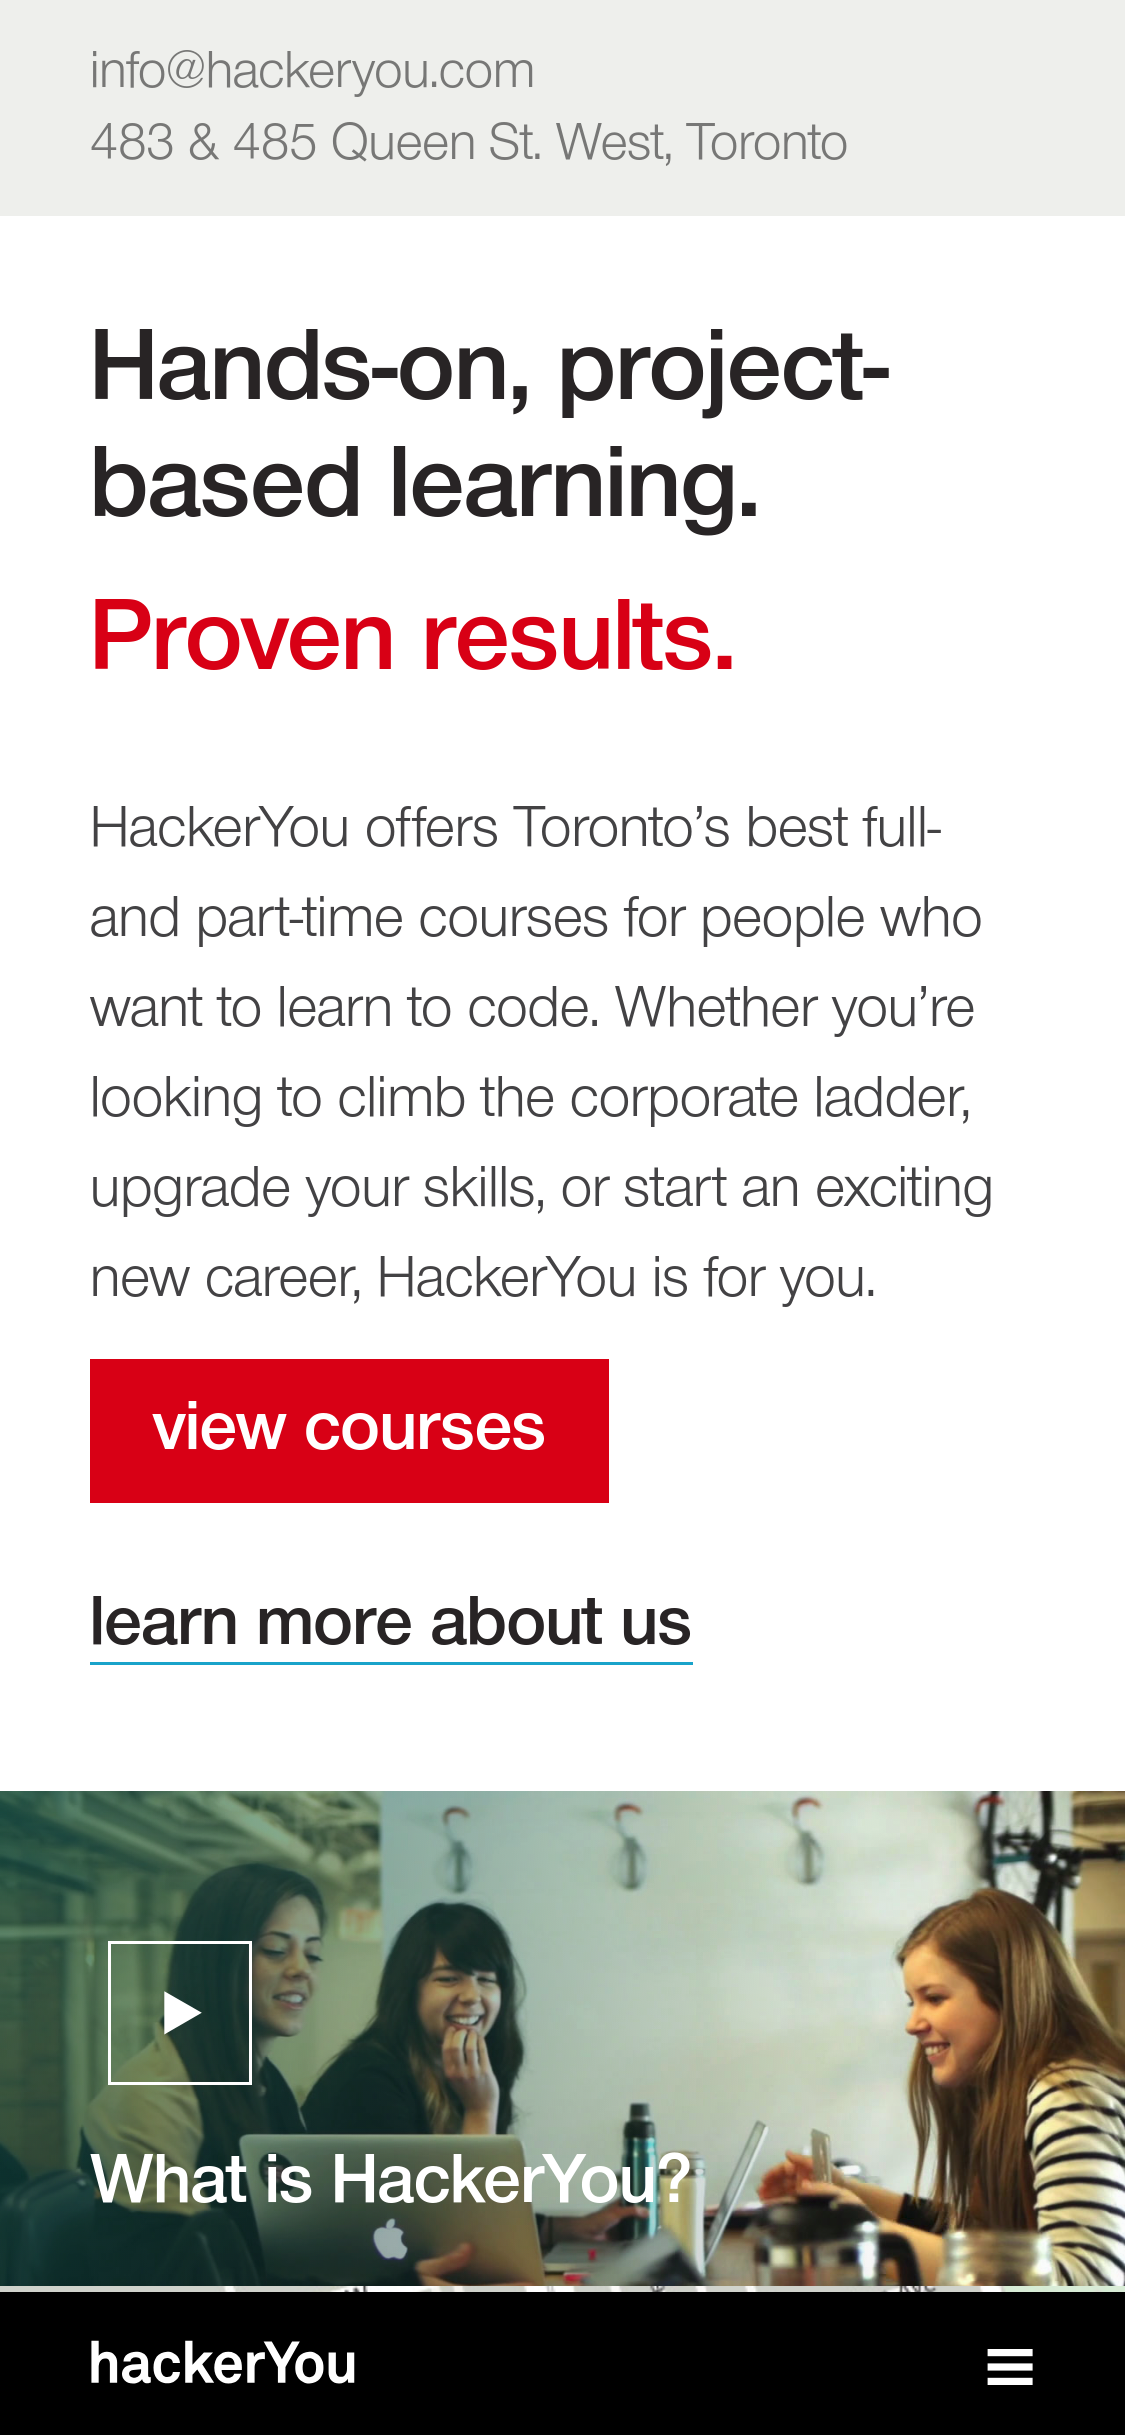 info@hackeryou.com
483 & 485 Queen St. West, Toronto
Hands-on, project-
based learning.
Proven results.
HackerYou offers Toronto’s best full-
and part-time courses for people who
want to learn to code. Whether you’re
looking to climb the corporate ladder,
upgrade your skills, or start an exciting
new career, HackerYou is for you.
view courses
learn more about us
What is HackerYou?
hackerYou